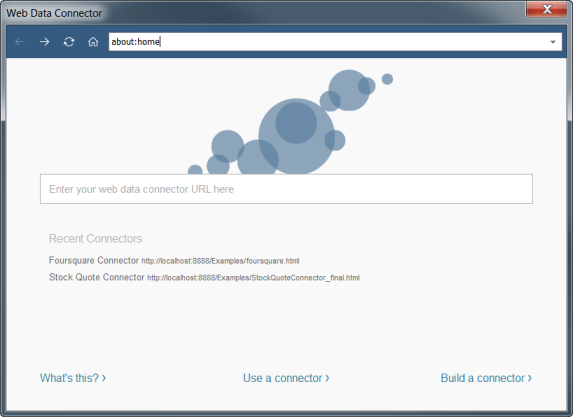 Web Data Connector
about:home
Enter your web data connector URL here
Recent Connectors
Foursquare Connector http://localhost:8888/Examples/foursquare.html
Stock Quote Connector http://localhost:8888/Examples/StockQuoteConnector_final.html
What's this? › Use a connector › Build a connector ›